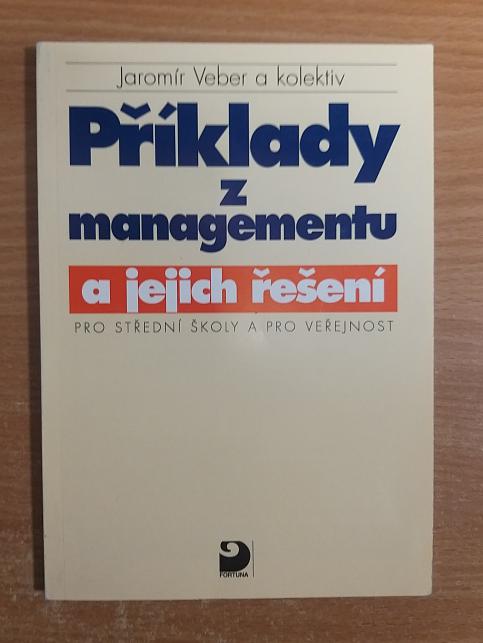 Jaromír Veber a kolektiv
Příklady
z
managementu
a jejich řešení
PRO STŘEDNÍ ŠKOLY A PRO VEŘEJNOST
FORTUNA